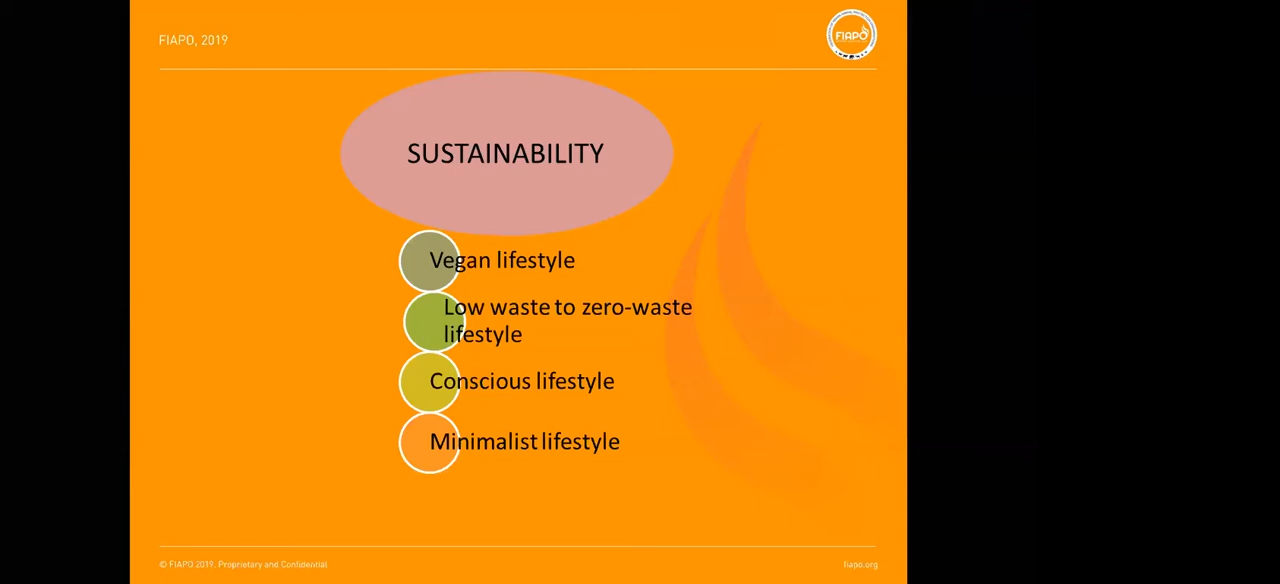 FIAPO, 2019
FIAPO
SUSTAINABILITY
Vegan lifestyle
Low waste to zero-waste
lifestyle
Conscious lifestyle
Minimalist lifestyle
© FIAPO 2019. Proprietary and Confidential
fiapo.org